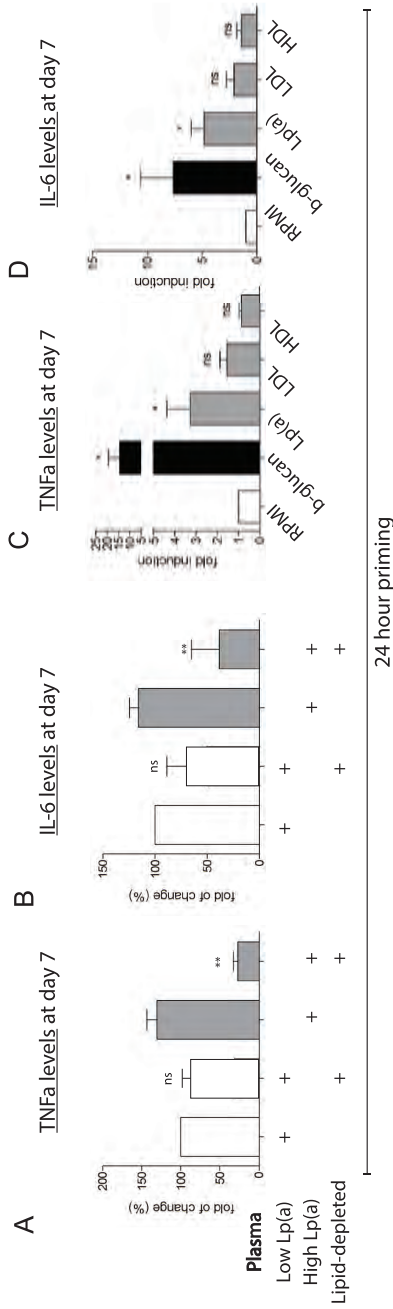 A
TNFa levels at day 7
fold of change (%)
200
150
100
50
0
ns
**
B
IL-6 levels at day 7
fold of change (%)
150
100
50
0
ns
**
Plasma
Low Lp(a) + + + +
High Lp(a) + + + +
Lipid-depleted + + + +
C
TNFa levels at day 7
fold induction
25
20
15
10
5
5
4
3
2
1
0
*
*
ns
ns
RPMI
b-glucan
Lp(a)
LDL
HDL
D
IL-6 levels at day 7
fold induction
15
10
5
0
*
*
ns
ns
RPMI
b-glucan
Lp(a)
LDL
HDL
24 hour priming